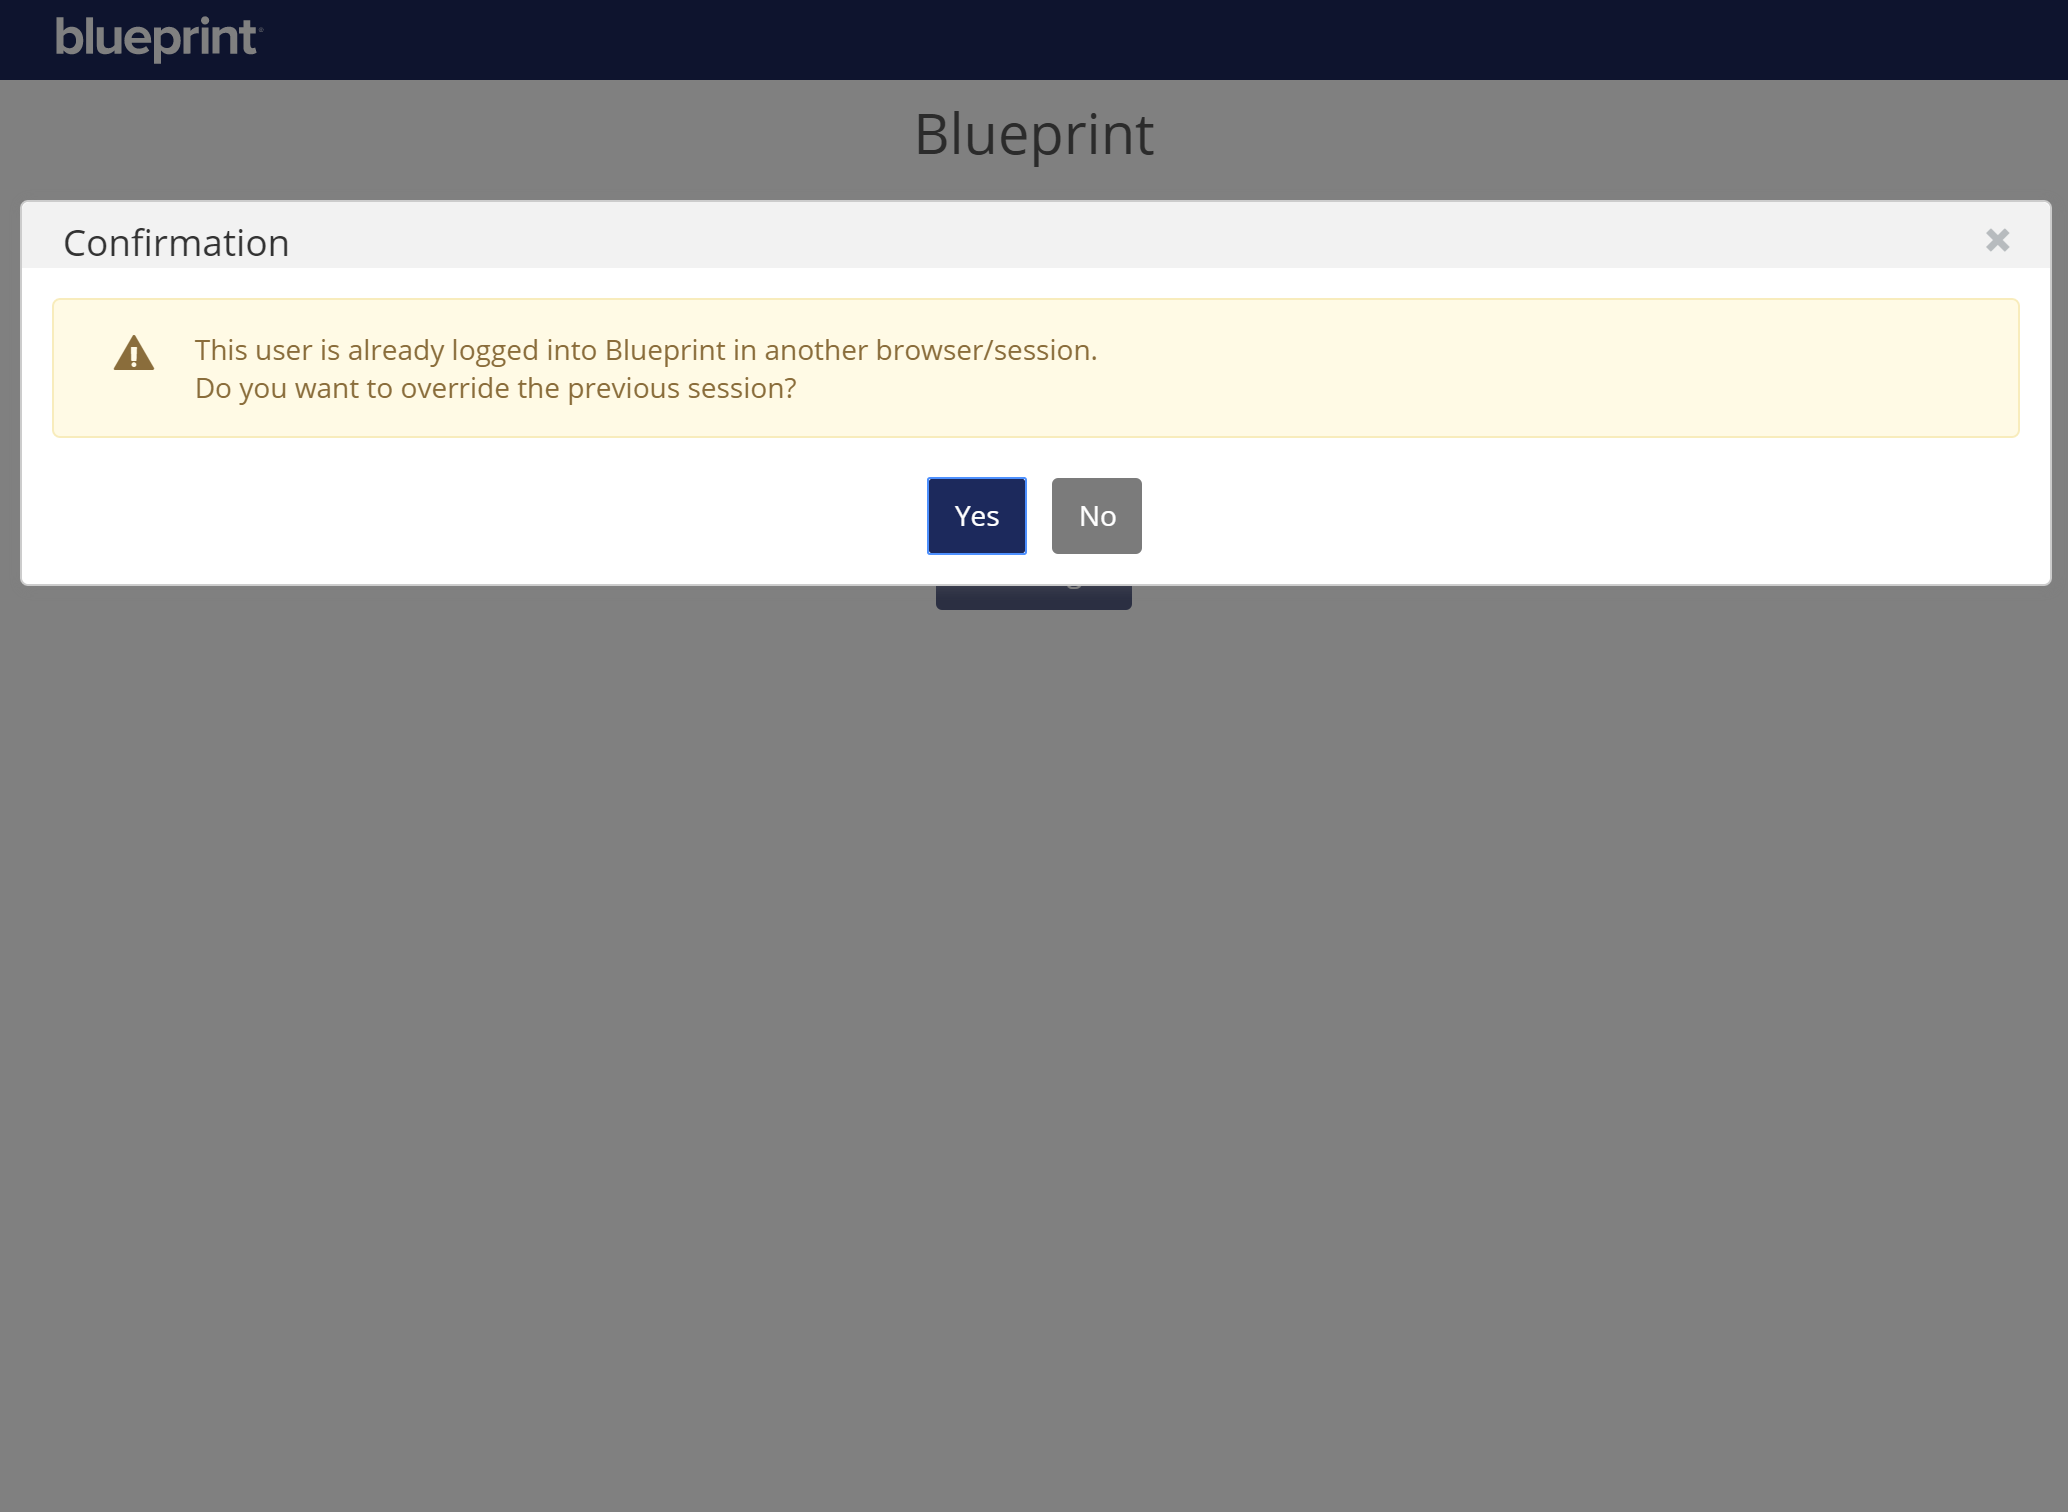 blueprint
Blueprint
Confirmation
This user is already logged into Blueprint in another browser/session.
Do you want to override the previous session?
Yes
No